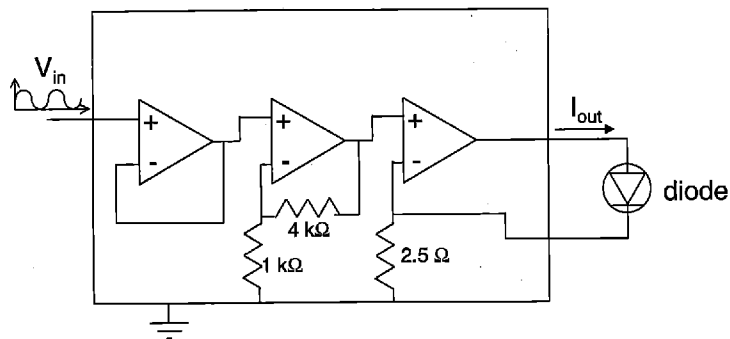 V_in
I_out
+
-
+
-
+
-
diode
4 kΩ
1 kΩ
2.5 Ω